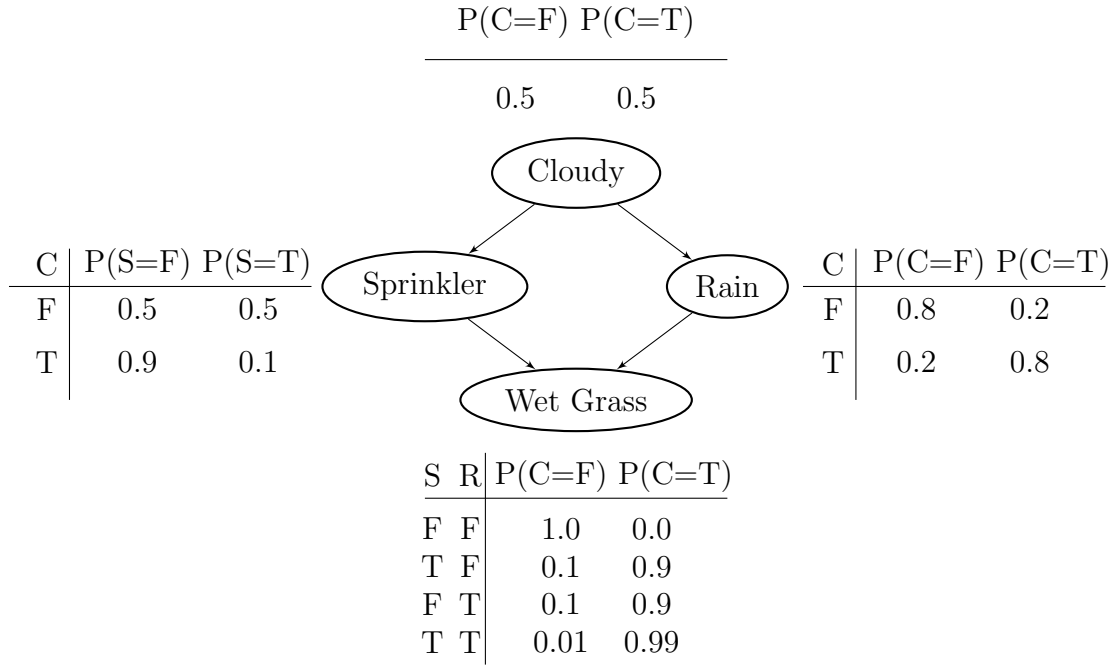 P(C=F) P(C=T)
0.5 0.5
Cloudy
C P(S=F) P(S=T)
F 0.5 0.5
T 0.9 0.1
Sprinkler
Rain
C P(C=F) P(C=T)
F 0.8 0.2
T 0.2 0.8
Wet Grass
S R P(C=F) P(C=T)
F F 1.0 0.0
T F 0.1 0.9
F T 0.1 0.9
T T 0.01 0.99